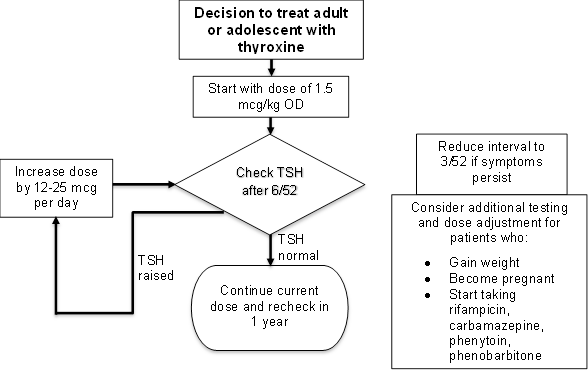 Decision to treat adult
or adolescent with
thyroxine
Start with dose of 1.5
mcg/kg OD
Check TSH
after 6/52
Increase dose
by 12-25 mcg
per day
TSH
raised
TSH
normal
Continue current
dose and recheck in
1 year
Reduce interval to
3/52 if symptoms
persist
Consider additional testing
and dose adjustment for
patients who:
• Gain weight
• Become pregnant
• Start taking
rifampicin,
carbamazepine,
phenytoin,
phenobarbitone